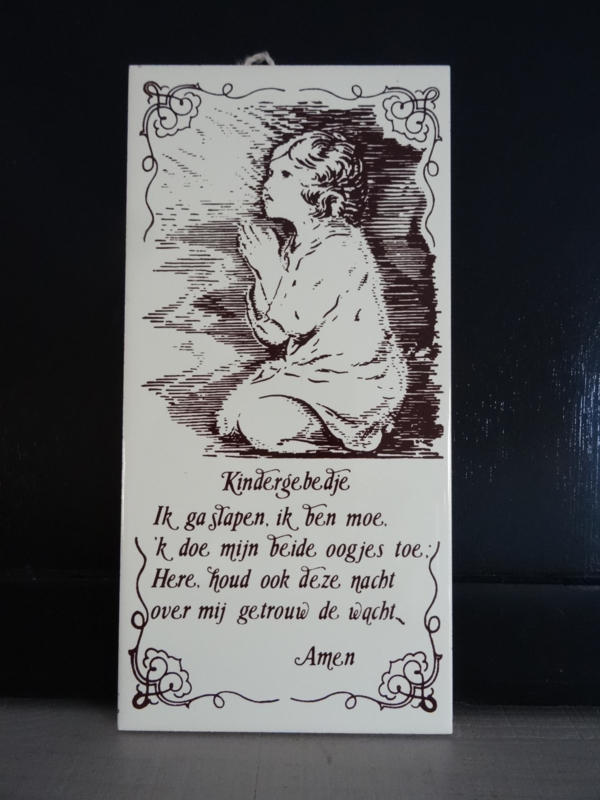 Kindergebedje
Ik ga slapen, ik ben moe,
'k doe mijn beide oogjes toe;
Here, houd ook deze nacht
over mij getrouw de wacht.
Amen